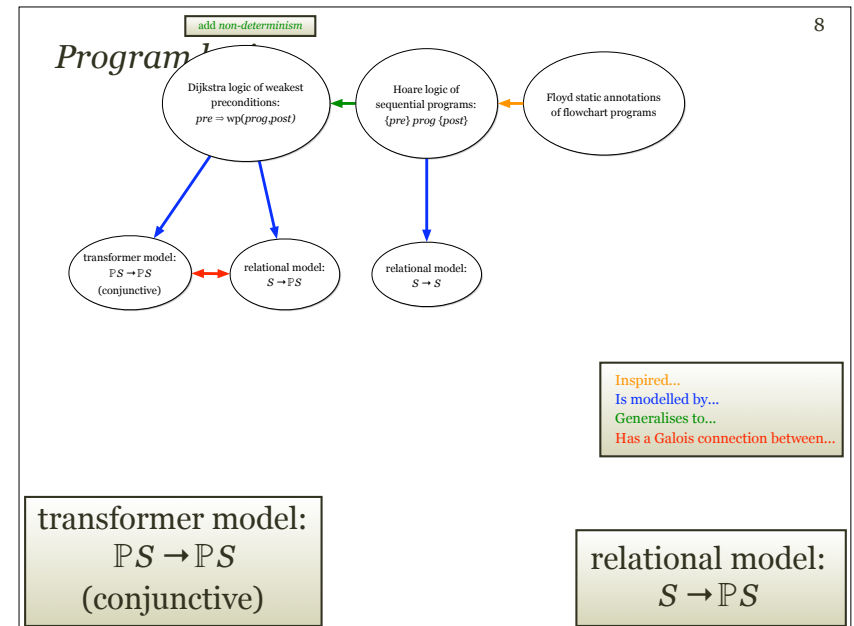 add non-determinism
8
Program
Dijkstra logic of weakest
preconditions:
pre ⇒ wp(prog,post)
Hoare logic of
sequential programs:
{pre} prog {post}
Floyd static annotations
of flowchart programs
transformer model:
ℙS → ℙS
(conjunctive)
relational model:
S → ℙS
relational model:
S → S
Inspired...
Is modelled by...
Generalises to...
Has a Galois connection between...
transformer model:
ℙS → ℙS
(conjunctive)
relational model:
S → ℙS